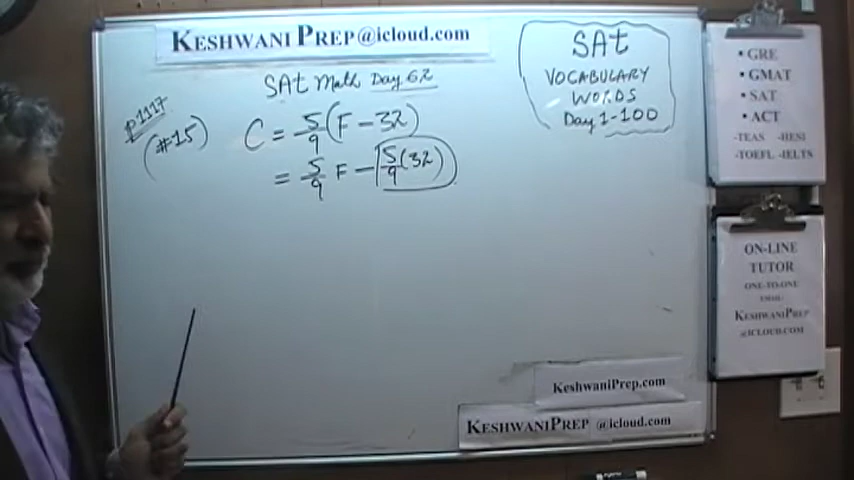 KESHWANI PREP@icloud.com
SAt Math Day 62
p.1117
(#15)
C = 5/9 (F - 32)
= 5/9 F - 5/9 (32)
SAt
VOCABULARY
WORDS
Day 1-100
• GRE
• GMAT
• SAT
• ACT
-TEAS -HESI
-TOEFL -IELTS
ON-LINE
TUTOR
ONE-TO-ONE
EMAIL:
KESHWANIPREP
@ICLOUD.COM
KeshwaniPrep.com
KESHWANIPREP @icloud.com